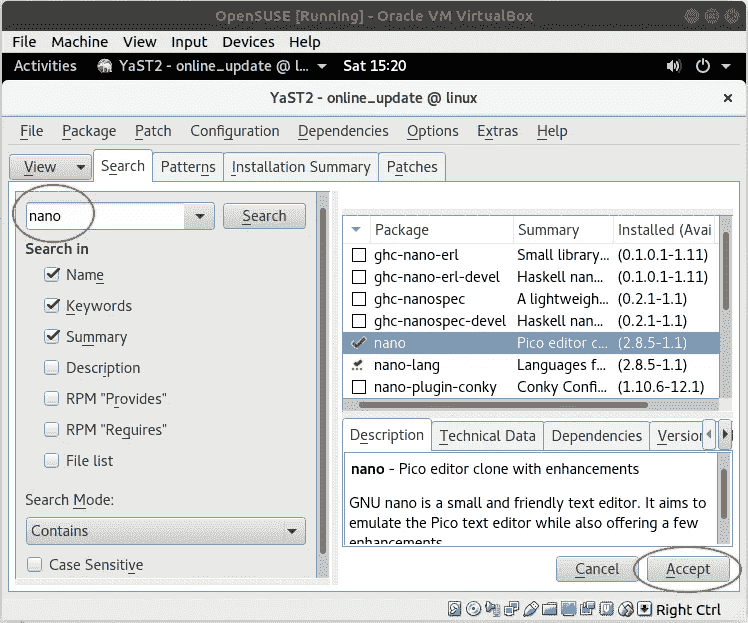 OpenSUSE [Running] - Oracle VM VirtualBox
File Machine View Input Devices Help
Activities YaST2 - online_update @ l... Sat 15:20
YaST2 - online_update @ linux
File Package Patch Configuration Dependencies Options Extras Help
View Search Patterns Installation Summary Patches
nano Search
Search in
Name
Keywords
Summary
Description
RPM "Provides"
RPM "Requires"
File list
Search Mode:
Contains
Case Sensitive
Package Summary Installed (Avai
ghc-nano-erl Small library... (0.1.0.1-1.11)
ghc-nano-erl-devel Haskell nan... (0.1.0.1-1.11)
ghc-nanospec A lightweigh... (0.2.1-1.1)
ghc-nanospec-devel Haskell nan... (0.2.1-1.1)
nano Pico editor c... (2.8.5-1.1)
nano-lang Languages f... (2.8.5-1.1)
nano-plugin-conky Conky Confi... (1.10.6-12.1)
Description Technical Data Dependencies Version
nano - Pico editor clone with enhancements
GNU nano is a small and friendly text editor. It aims to
emulate the Pico text editor while also offering a few
enhancements
Cancel Accept
Right Ctrl